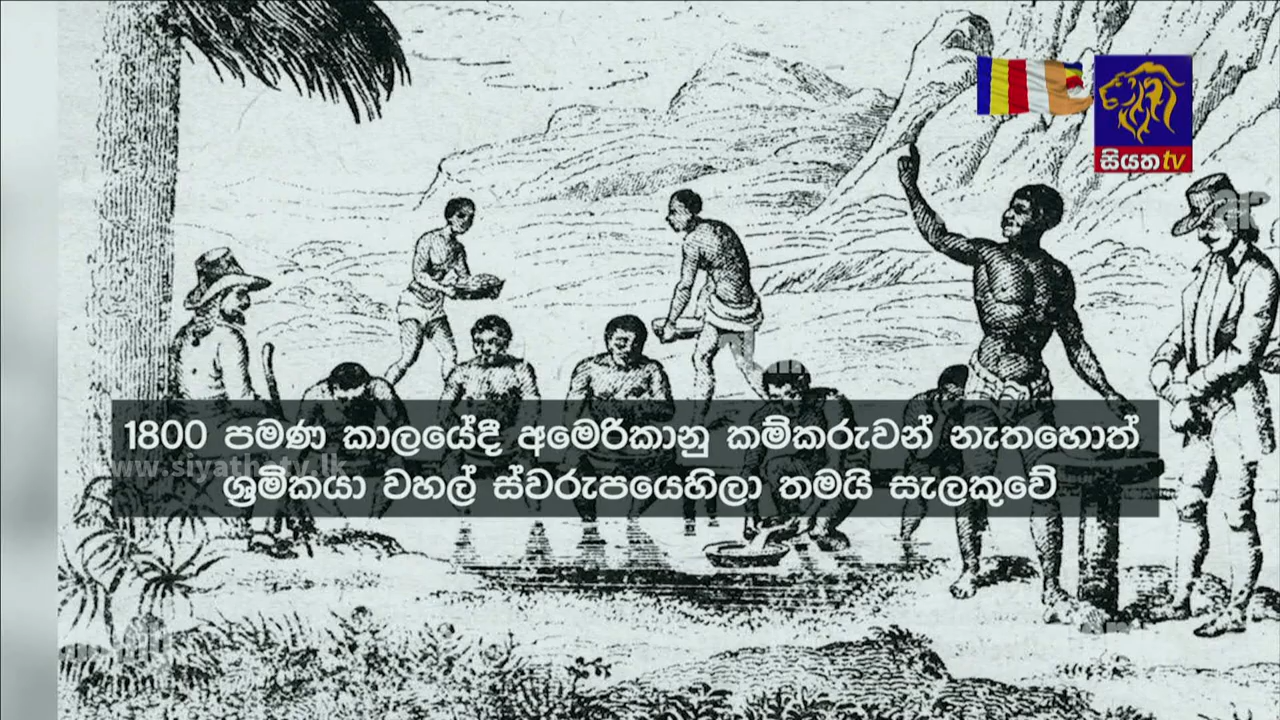 සියත tv
1800 පමණ කාලයේදී අමෙරිකානු කම්කරුවන් නැතහොත්
www.siyathatv.lk
ශ්‍රමිකයා වහල් ස්වරුපයෙහිලා තමයි සැලකුවේ